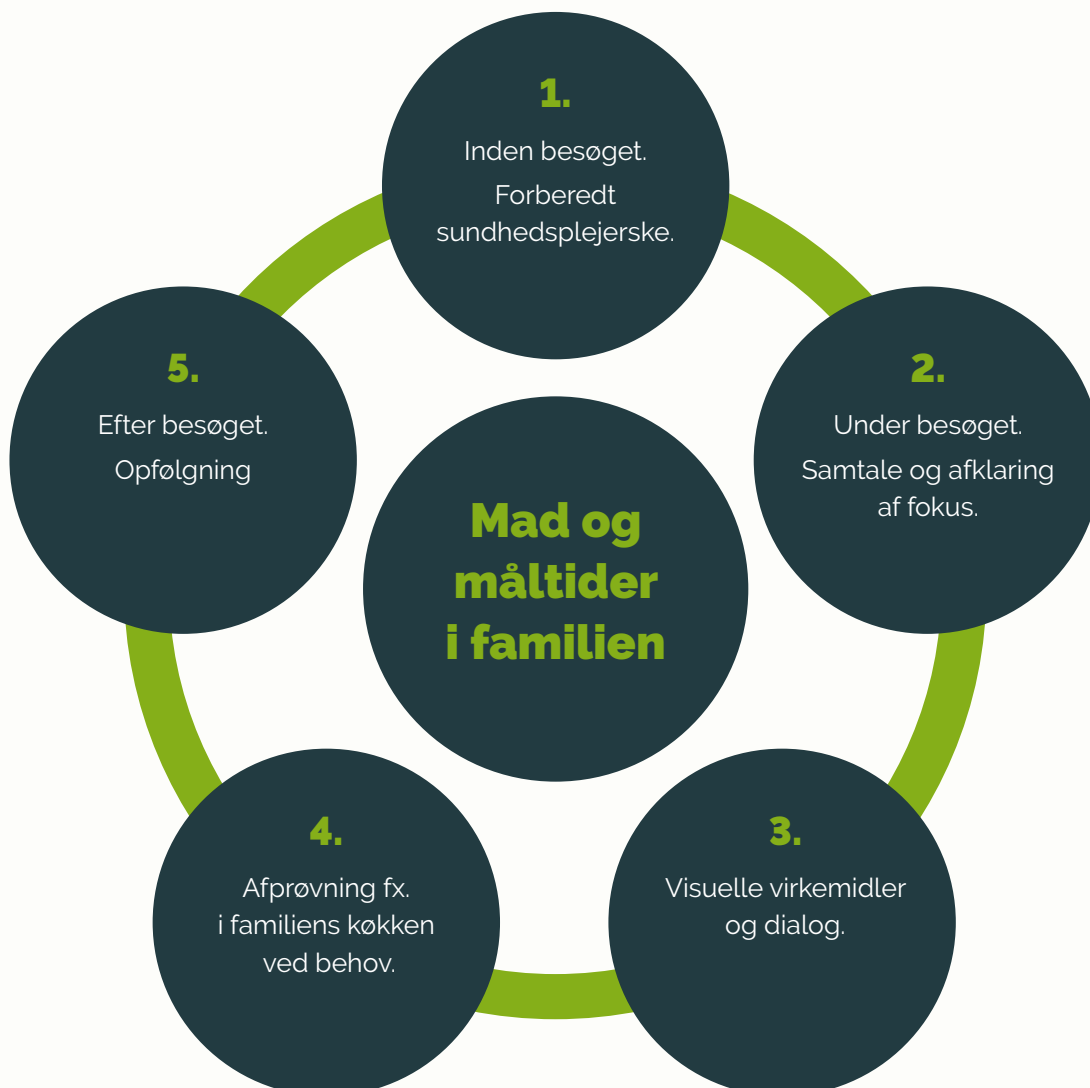 1.
Inden besøget.
Forberedt
sundhedsplejerske.
2.
Under besøget.
Samtale og afklaring
af fokus.
3.
Visuelle virkemidler
og dialog.
4.
Afprøvning fx.
i familiens køkken
ved behov.
5.
Efter besøget.
Opfølgning
Mad og
måltider
i familien